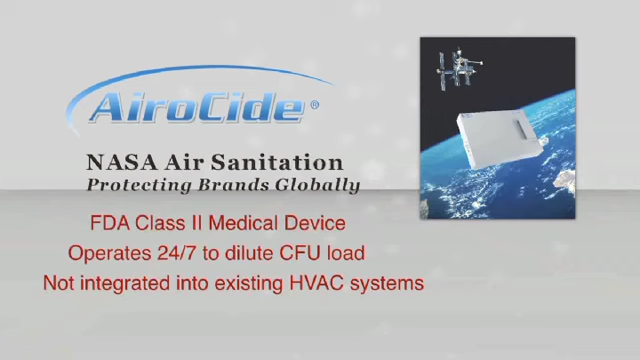 AiroCide®
NASA Air Sanitation
Protecting Brands Globally
FDA Class II Medical Device
Operates 24/7 to dilute CFU load
Not integrated into existing HVAC systems